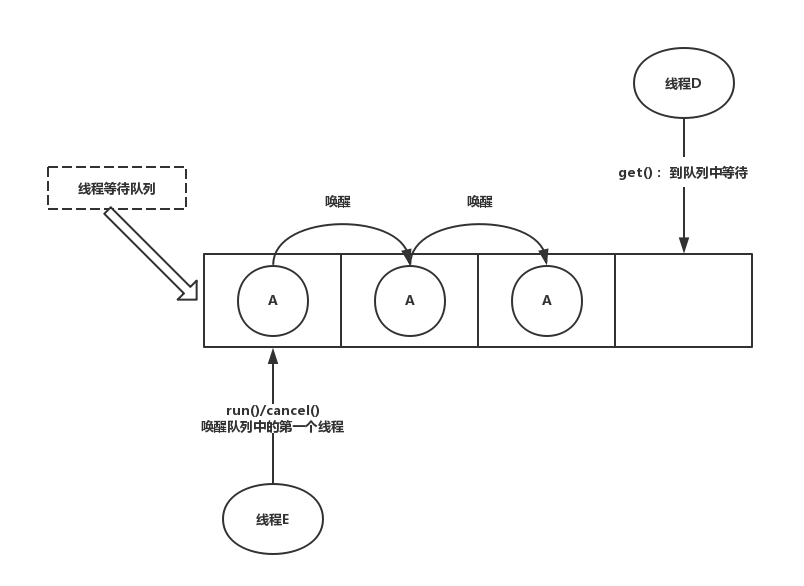 线程D
get()： 到队列中等待
线程等待队列
唤醒
唤醒
A
A
A
run()/cancel()
唤醒队列中的第一个线程
线程E